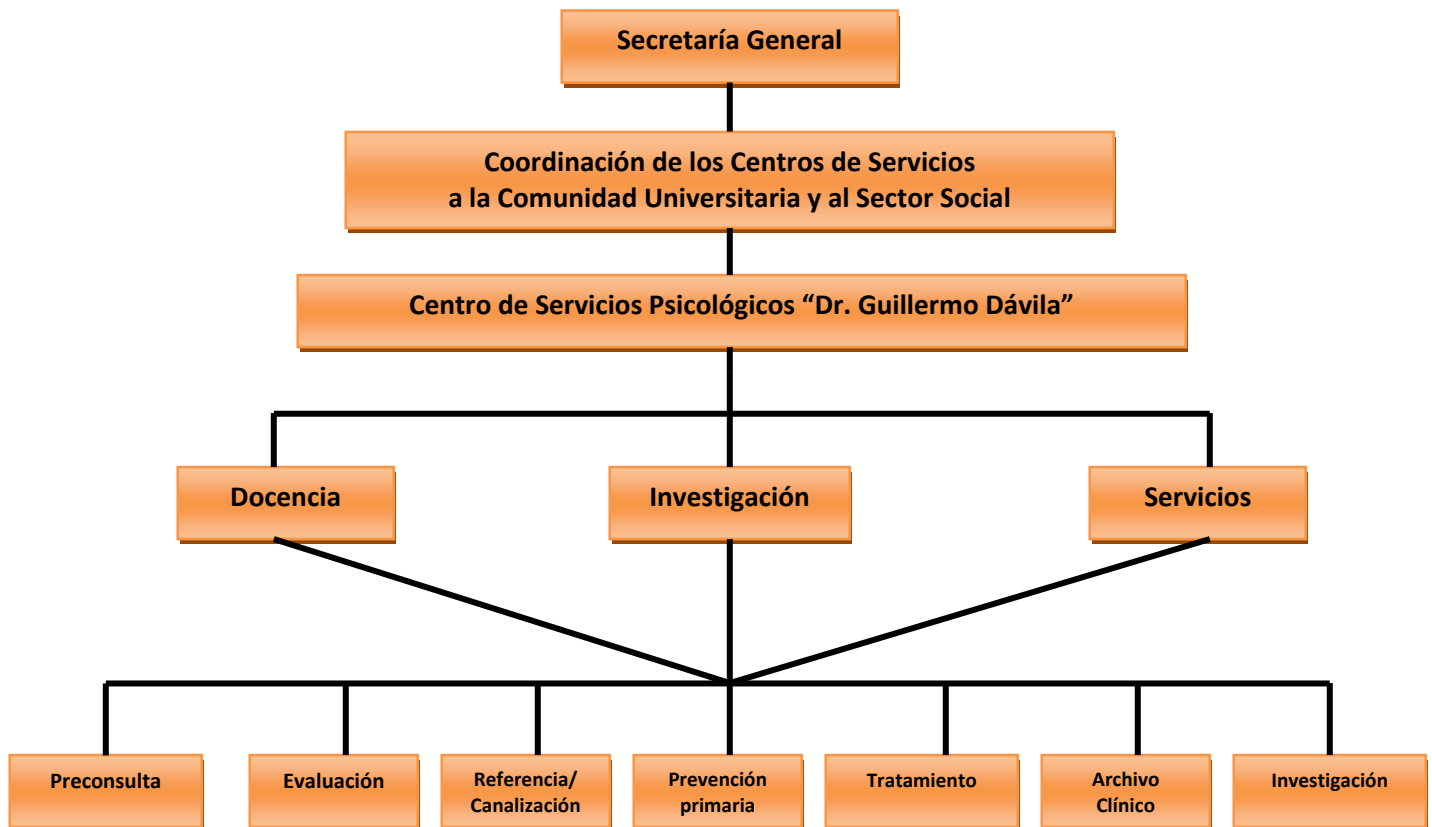 Secretaría General
Coordinación de los Centros de Servicios
a la Comunidad Universitaria y al Sector Social
Centro de Servicios Psicológicos “Dr. Guillermo Dávila”
Docencia
Investigación
Servicios
Preconsulta
Evaluación
Referencia/
Canalización
Prevención
primaria
Tratamiento
Archivo
Clínico
Investigación